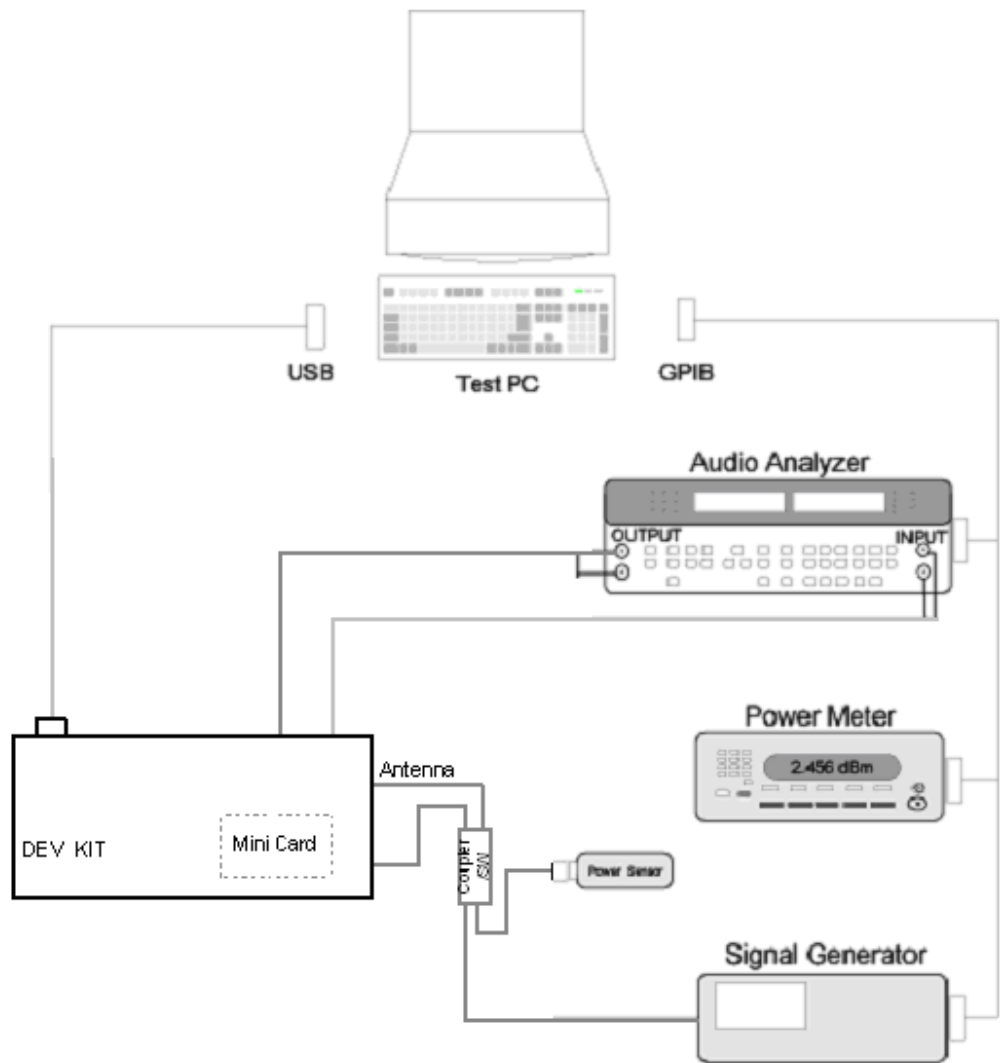 USB
Test PC
GPIB
Audio Analyzer
OUTPUT
INPUT
Power Meter
2.456 dBm
Antenna
DEV KIT
Mini Card
Coupler
Power Sensor
Signal Generator